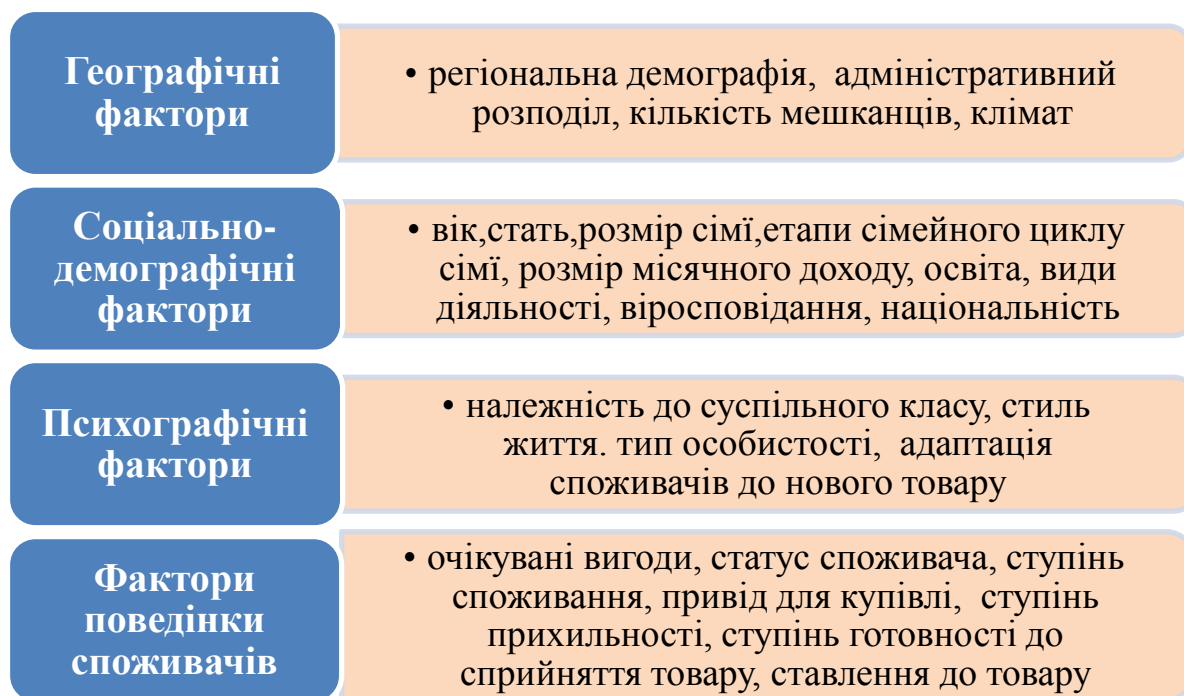 Географічні
фактори
• регіональна демографія, адміністративний
розподіл, кількість мешканців, клімат
Соціально-
демографічні
фактори
• вік,стать,розмір сімї,етапи сімейного циклу
сімї, розмір місячного доходу, освіта, види
діяльності, віросповідання, національність
Психографічні
фактори
• належність до суспільного класу, стиль
життя. тип особистості, адаптація
споживачів до нового товару
Фактори
поведінки
споживачів
• очікувані вигоди, статус споживача, ступінь
споживання, привід для купівлі, ступінь
прихильності, ступінь готовності до
сприйняття товару, ставлення до товару